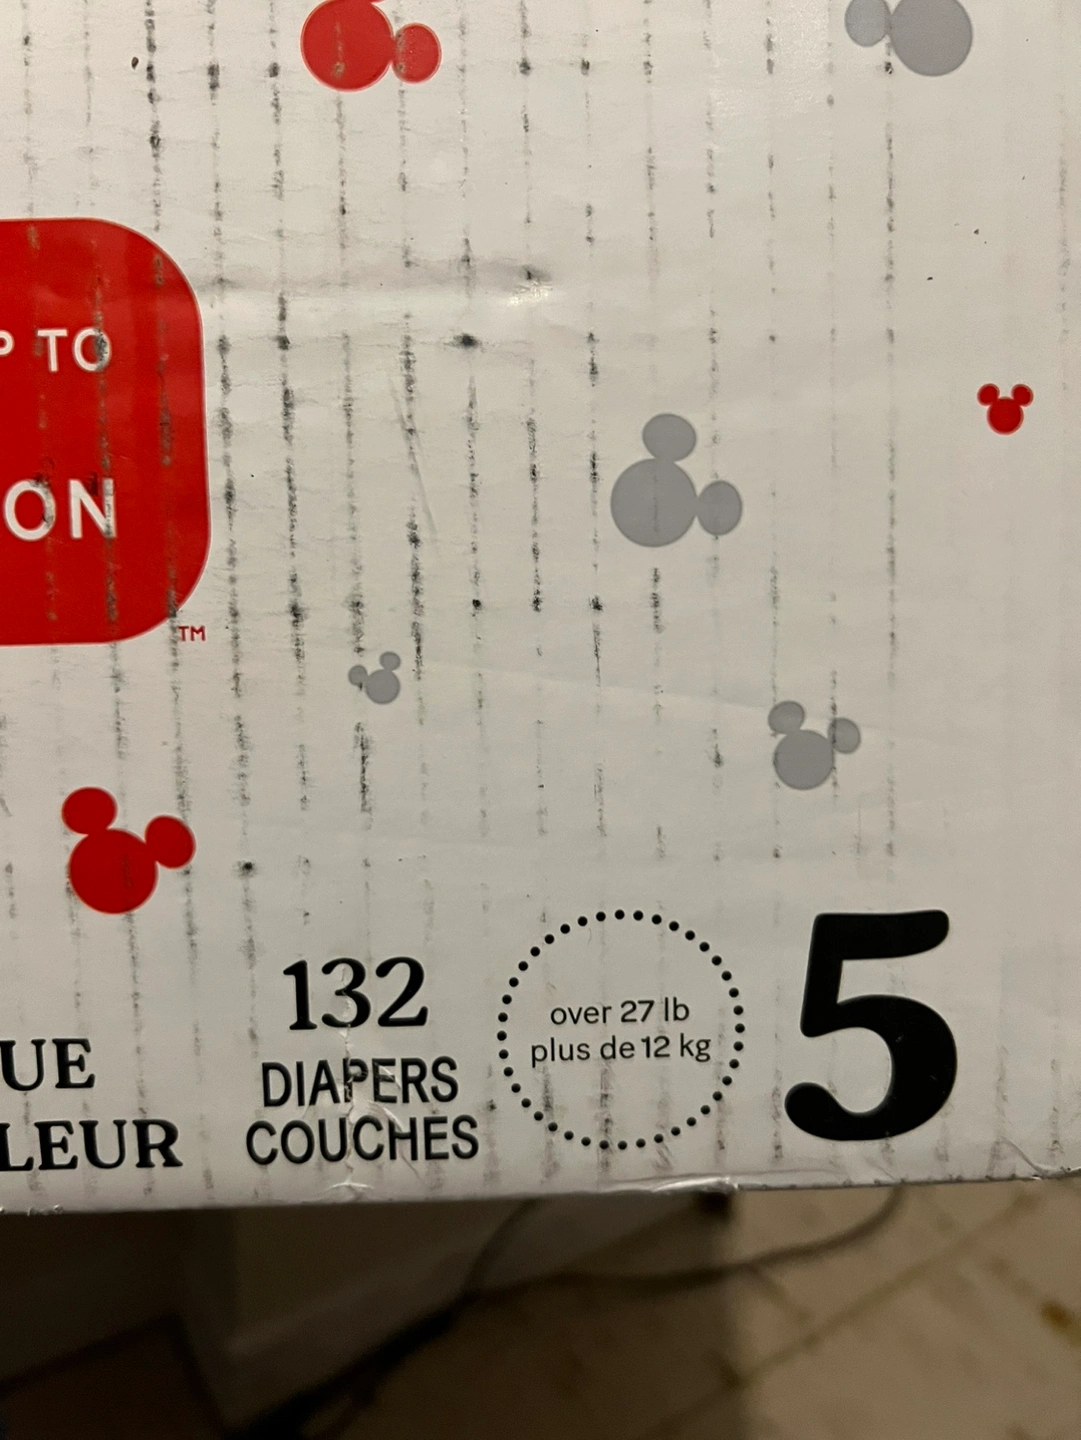 P TO
ON
TM
UE
LEUR
132
DIAPERS
COUCHES
over 27 lb
plus de 12 kg
5